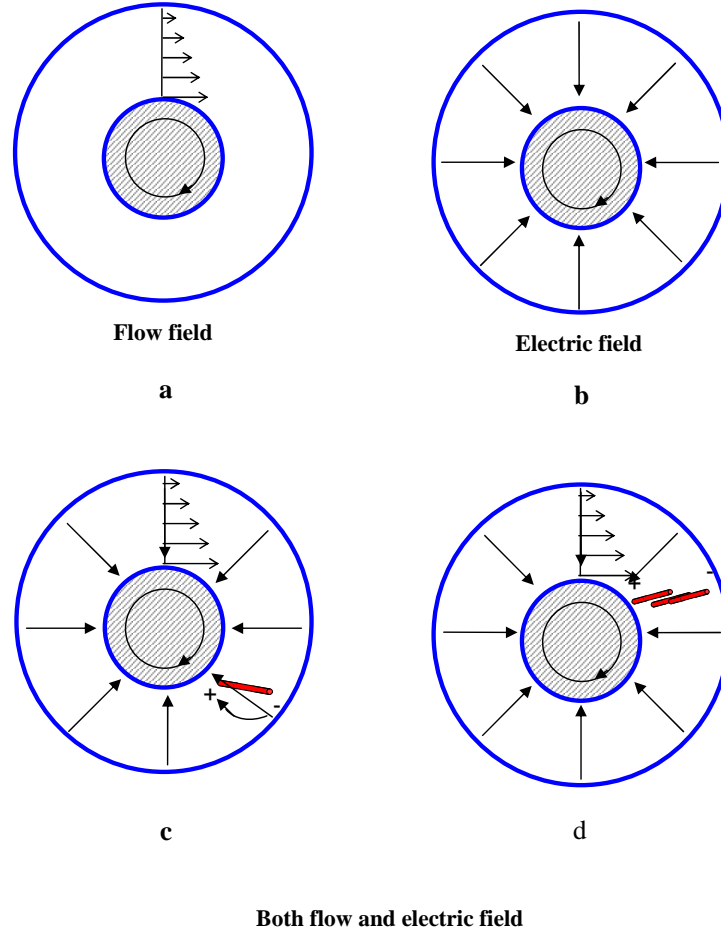 Flow field
Electric field
a
b
+
-
+
-
c
d
Both flow and electric field